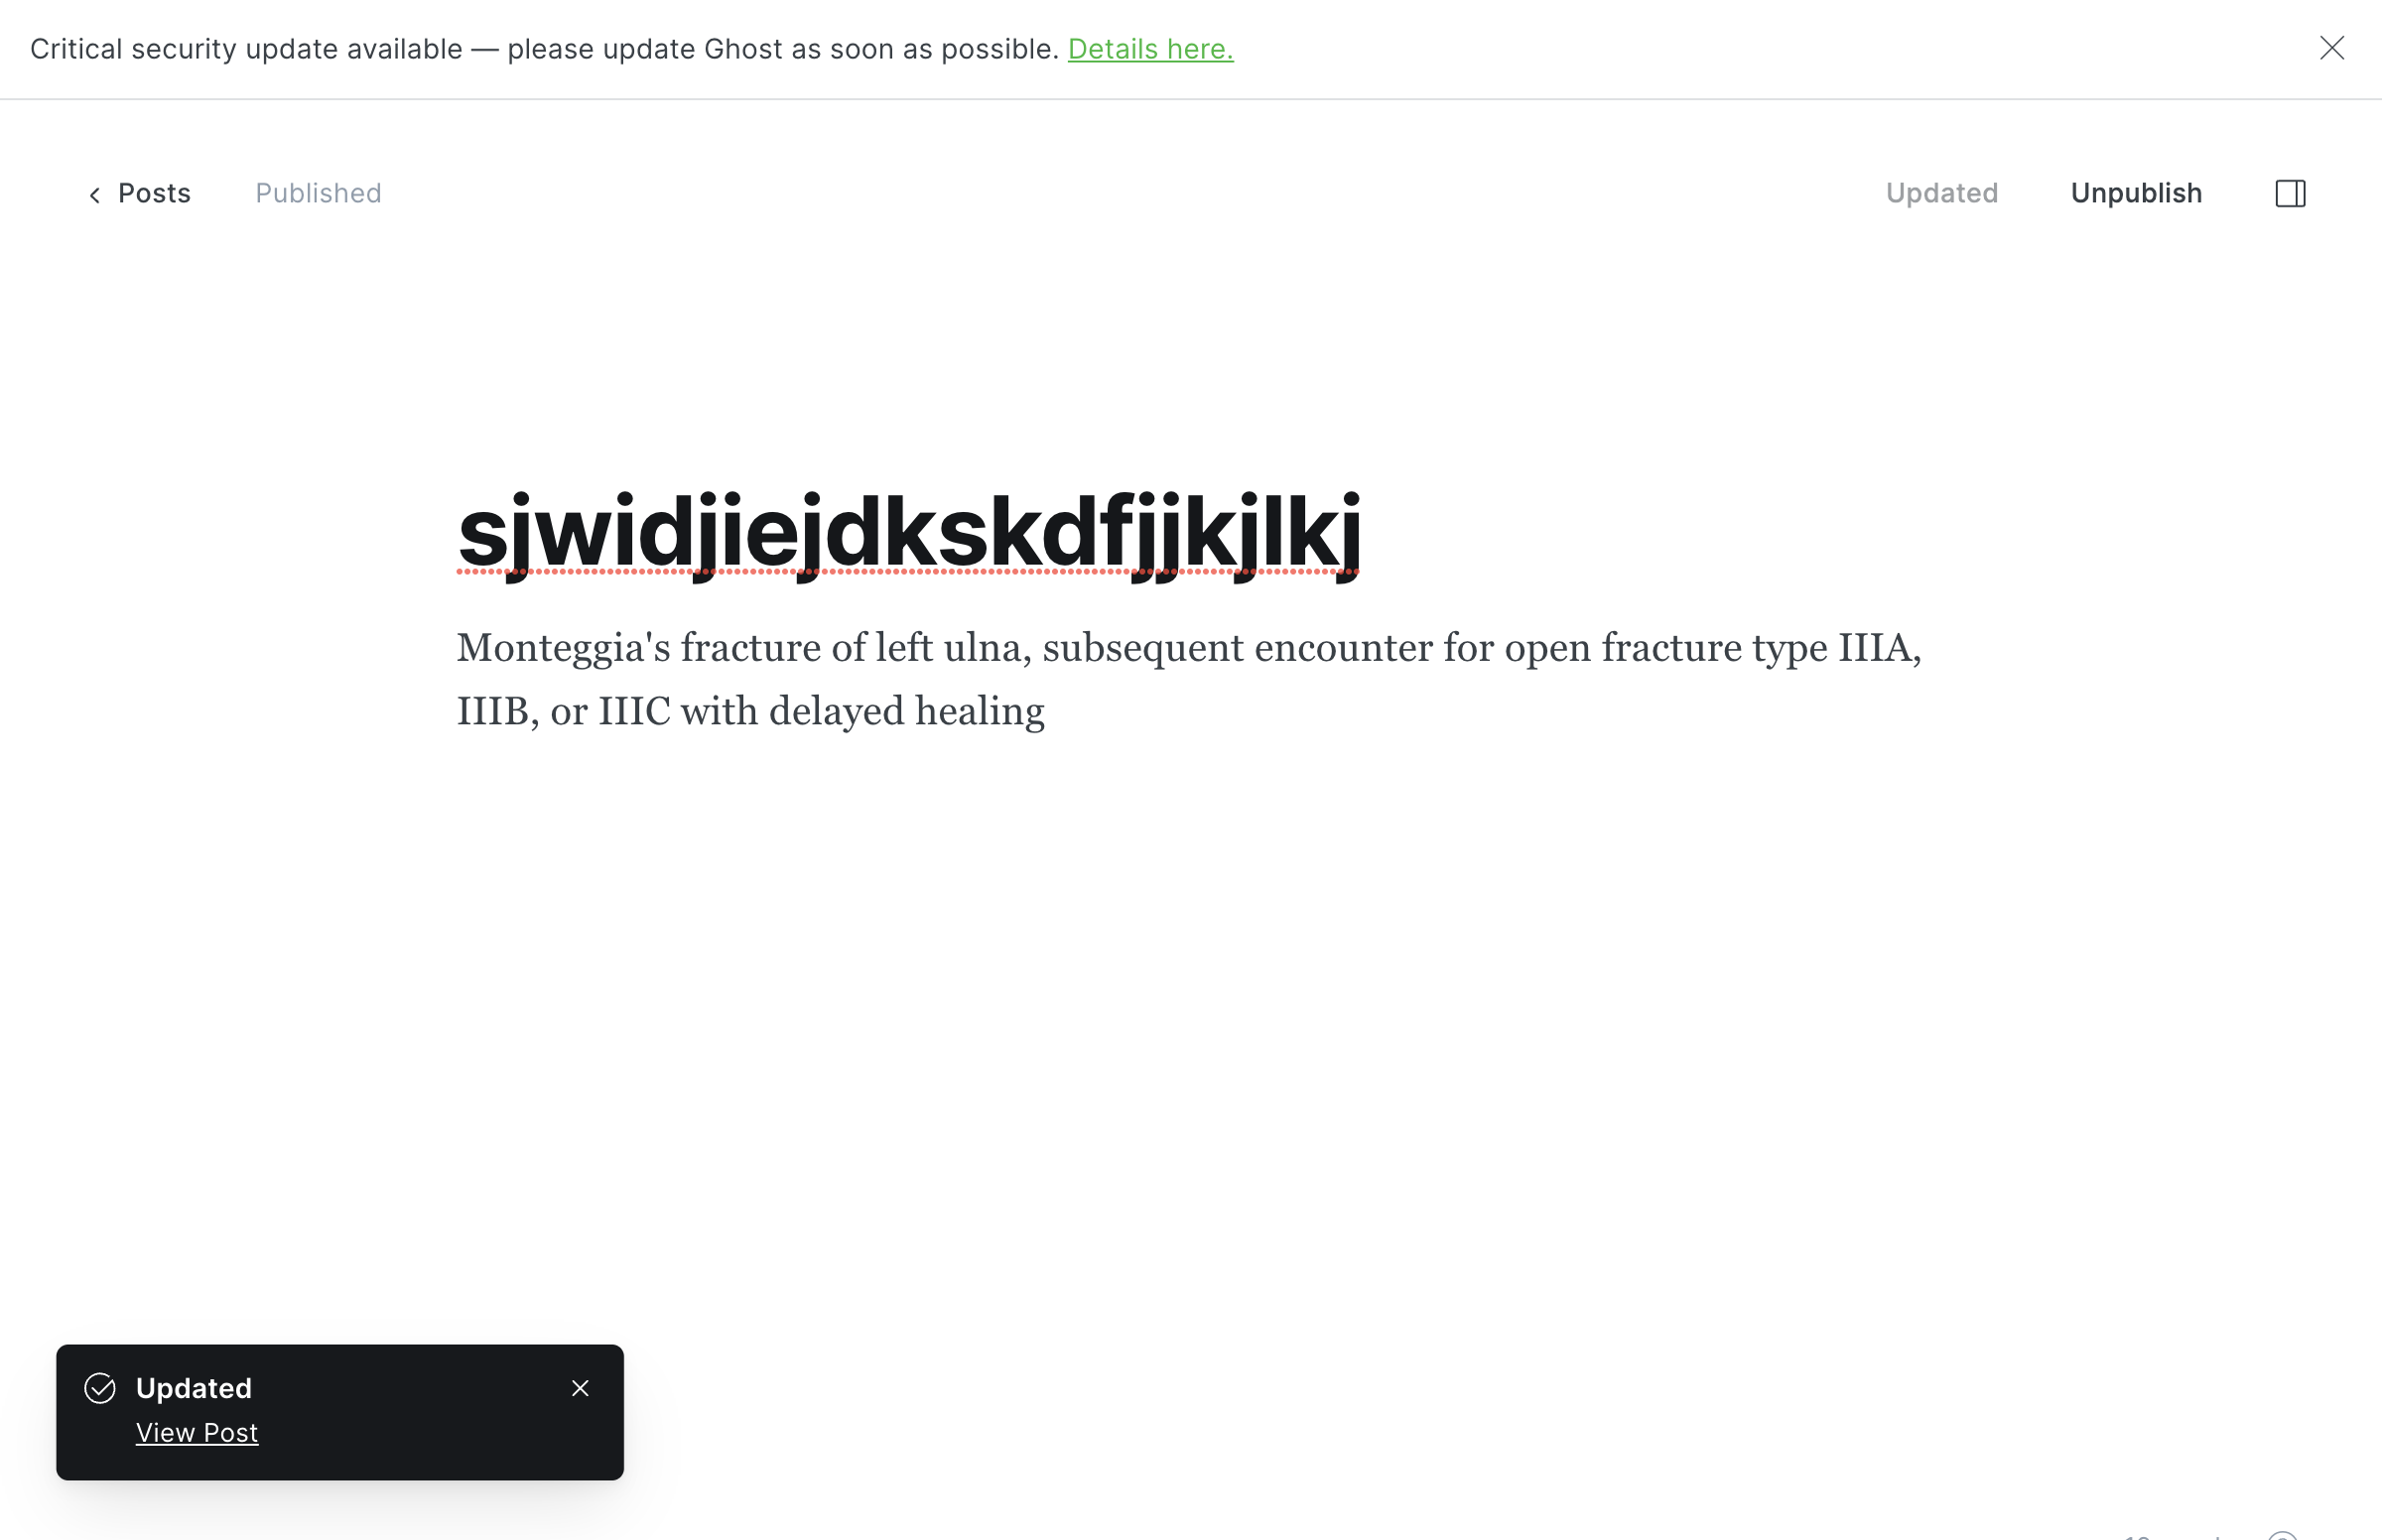 Critical security update available — please update Ghost as soon as possible. Details here.
Posts Published Updated Unpublish
sjwidjiejdkskdfjjkjlkj
Monteggia's fracture of left ulna, subsequent encounter for open fracture type IIIA,
IIIB, or IIIC with delayed healing
Updated
View Post